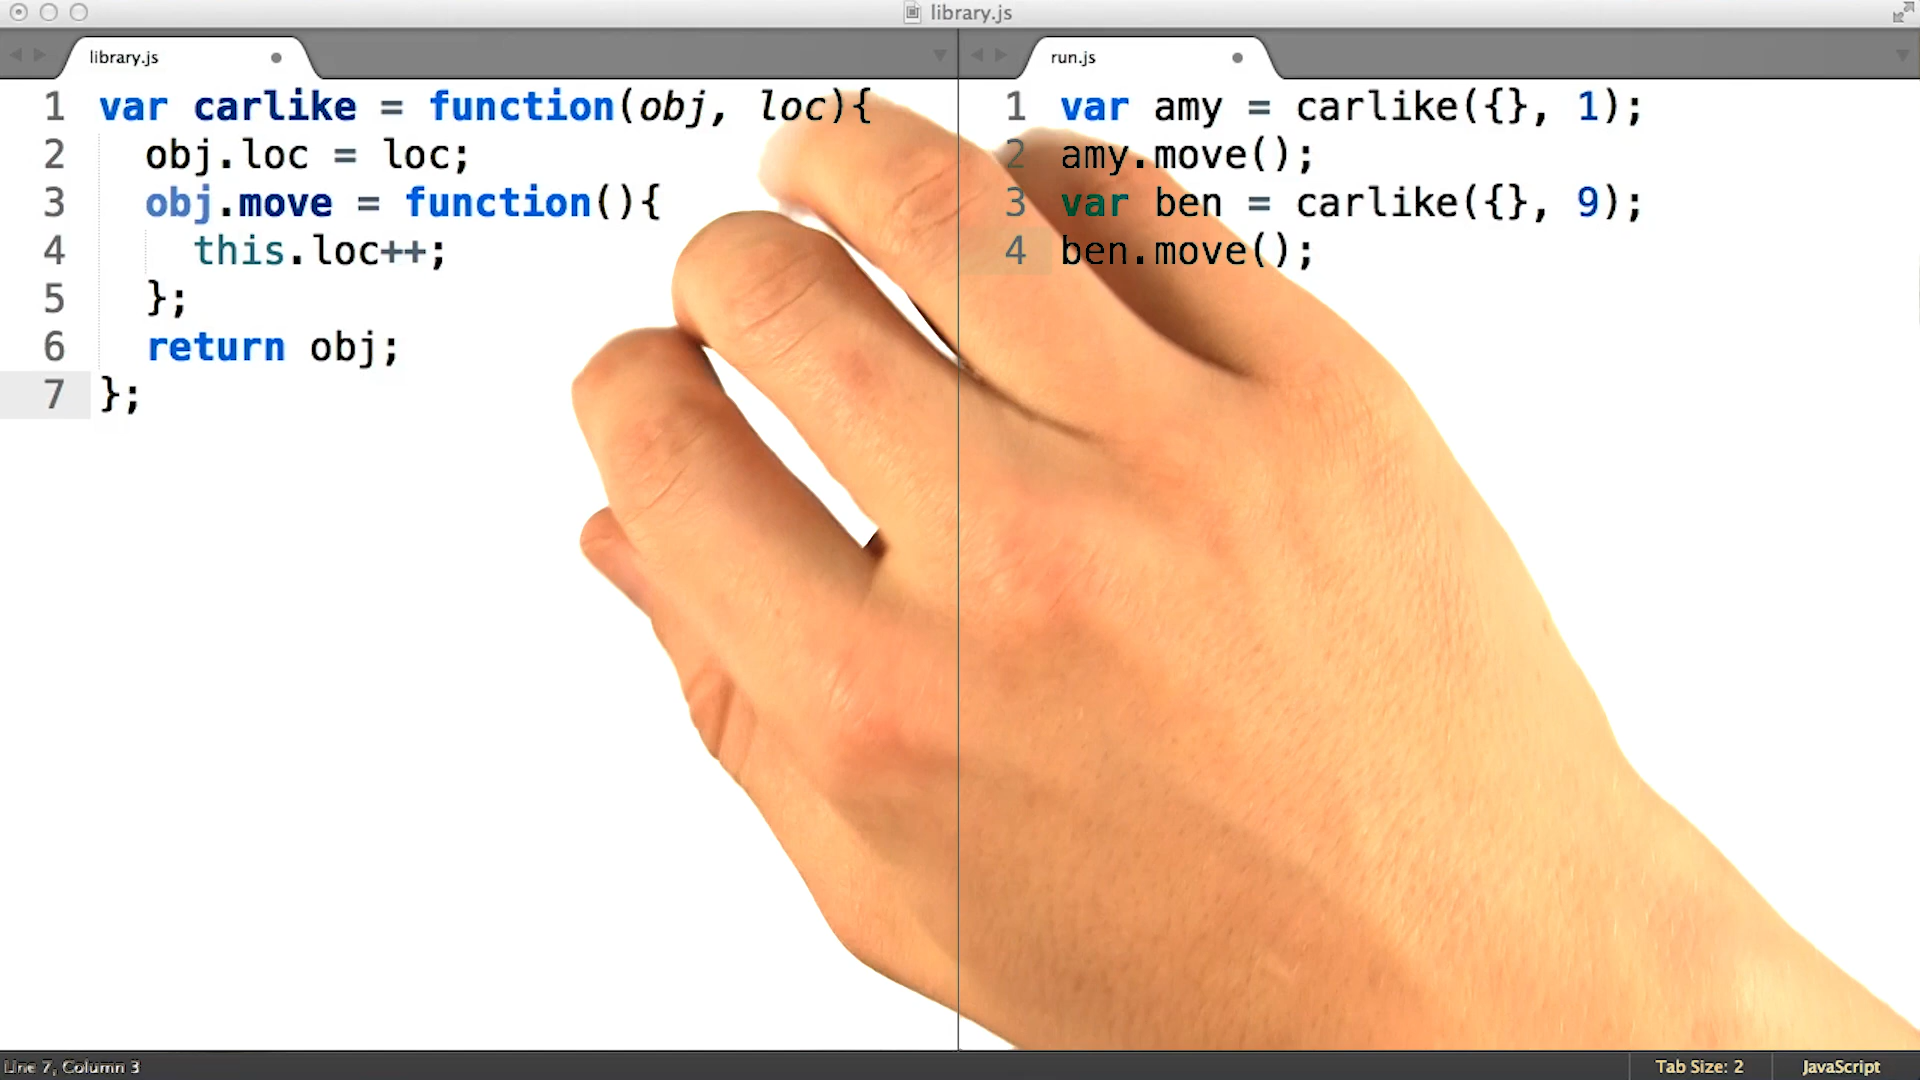 library.js
library.js
1 var carlike = function(obj, loc){
2 obj.loc = loc;
3 obj.move = function(){
4 this.loc++;
5 };
6 return obj;
7 };
run.js
1 var amy = carlike({}, 1);
2 amy.move();
3 var ben = carlike({}, 9);
4 ben.move();
Line 7, Column 3
Tab Size: 2
JavaScript